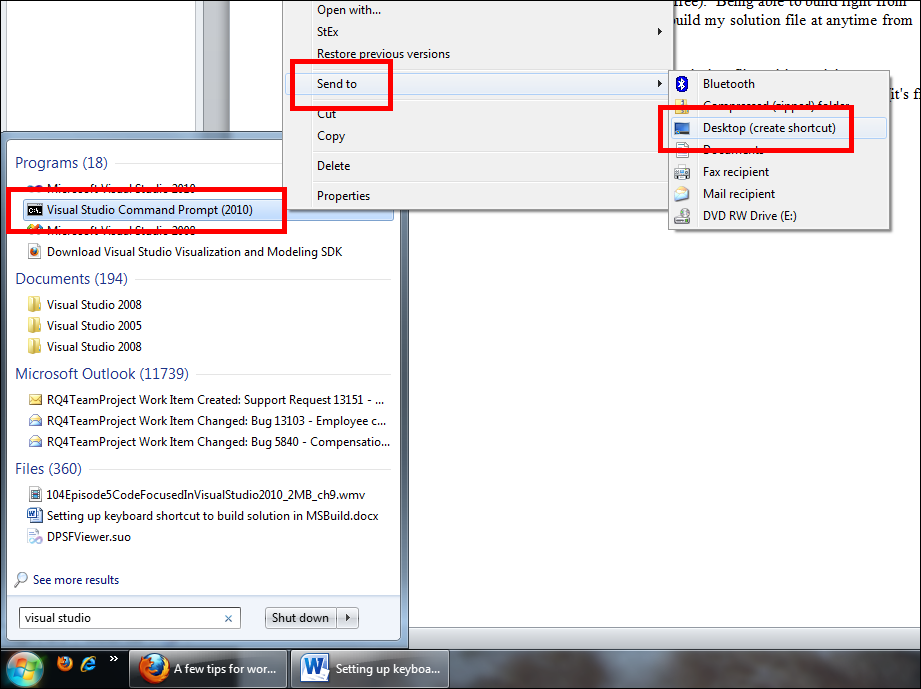 free). Being able to build right from
build my solution file at anytime from
it's fi
Open with...
StEx
Restore previous versions
Send to
Cut
Copy
Delete
Properties
Bluetooth
Compressed (zipped) folder
Desktop (create shortcut)
Documents
Fax recipient
Mail recipient
DVD RW Drive (E:)
Programs (18)
Microsoft Visual Studio 2010
Visual Studio Command Prompt (2010)
Microsoft Visual Studio 2008
Download Visual Studio Visualization and Modeling SDK
Documents (194)
Visual Studio 2008
Visual Studio 2005
Visual Studio 2008
Microsoft Outlook (11739)
RQ4TeamProject Work Item Created: Support Request 13151 - ...
RQ4TeamProject Work Item Changed: Bug 13103 - Employee c...
RQ4TeamProject Work Item Changed: Bug 5840 - Compensatio...
Files (360)
104Episode5CodeFocusedInVisualStudio2010_2MB_ch9.wmv
Setting up keyboard shortcut to build solution in MSBuild.docx
DPSFViewer.suo
See more results
visual studio
Shut down
A few tips for wor...
Setting up keyboa...